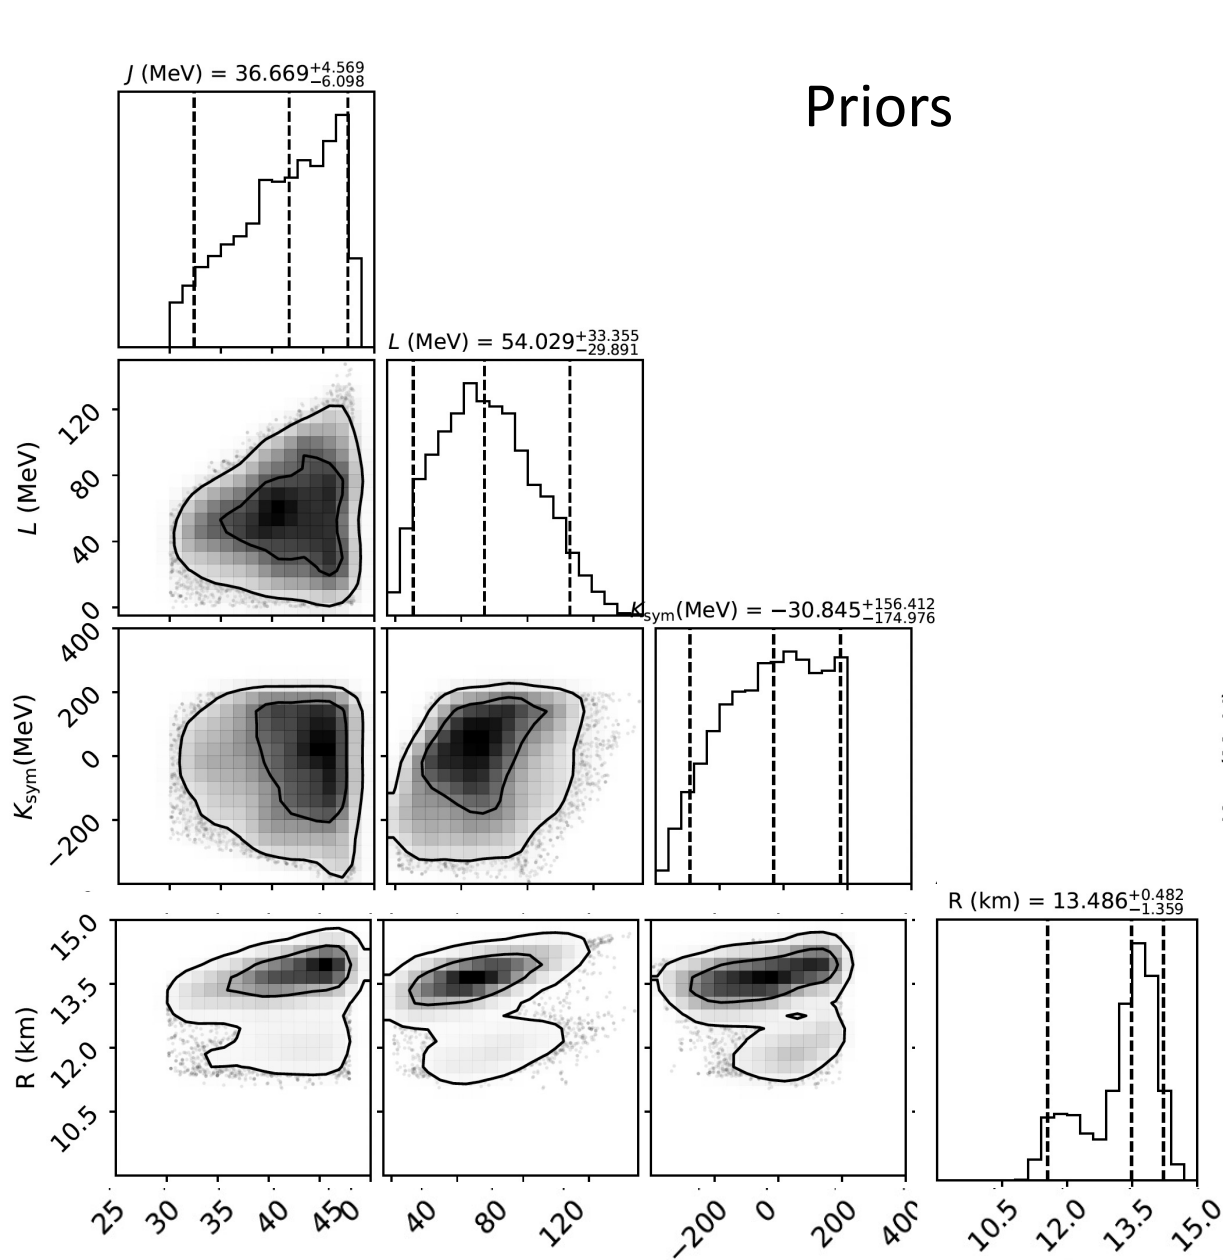 Priors
J (MeV) = 36.669+4.569−6.098
L (MeV) = 54.029+33.355−29.891
Ksym(MeV) = −30.845+156.412−174.976
R (km) = 13.486+0.482−1.359
L (MeV)
120
80
40
0
Ksym(MeV)
400
200
0
−200
R (km)
15.0
13.5
12.0
10.5
25 30 35 40 45 0 40 80 120 −200 0 200 400 10.5 12.0 13.5 15.0